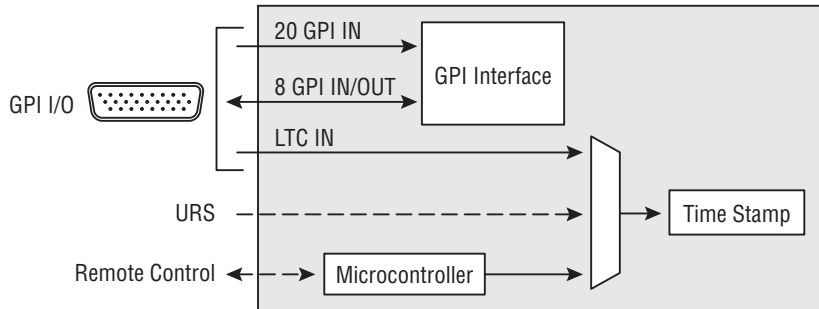 20 GPI IN
GPI Interface
8 GPI IN/OUT
GPI I/O
LTC IN
URS
Time Stamp
Remote Control
Microcontroller